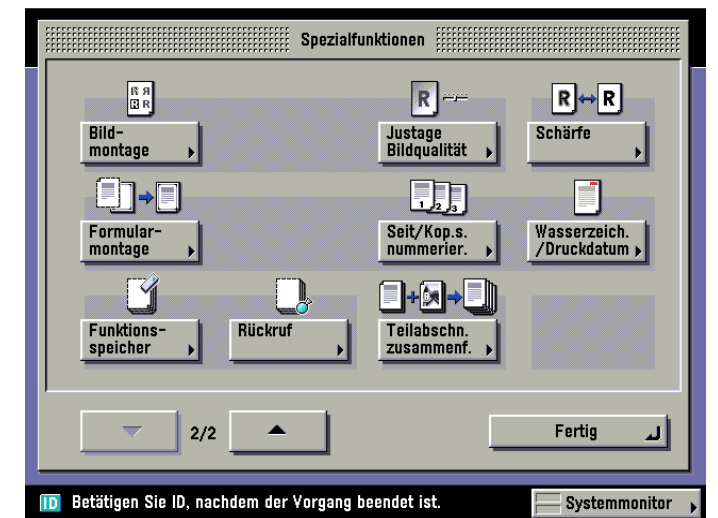 Spezialfunktionen
Bild-
montage
Justage
Bildqualität
Schärfe
Formular-
montage
Seit/Kop.s.
nummerier.
Wasserzeich.
/Druckdatum
Funktions-
speicher
Rückruf
Teilabschn.
zusammenf.
2/2
Fertig
ID Betätigen Sie ID, nachdem der Vorgang beendet ist.
Systemmonitor